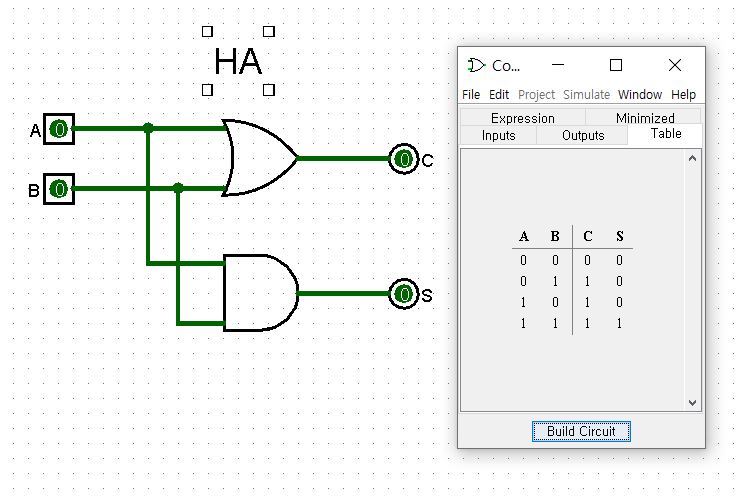 HA
A 0
B 0
0 C
0 S
Co...
File Edit Project Simulate Window Help
Expression Minimized
Inputs Outputs Table
A B C S
0 0 0 0
0 1 1 0
1 0 1 0
1 1 1 1
Build Circuit